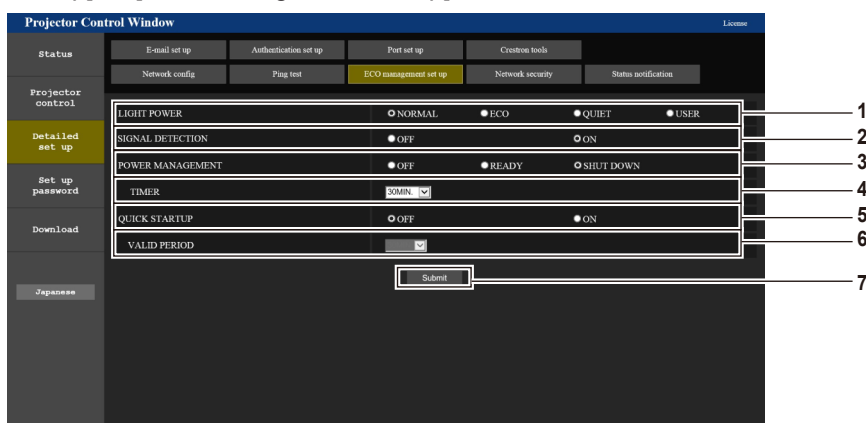 Projector Control Window
License
Status
E-mail set up
Authentication set up
Port set up
Crestron tools
Network config
Ping test
ECO management set up
Network security
Status notification
Projector
control
Detailed
set up
Set up
password
Download
Japanese
LIGHT POWER NORMAL ECO QUIET USER 1
SIGNAL DETECTION OFF ON 2
POWER MANAGEMENT OFF READY SHUT DOWN 3
TIMER 30MIN. 4
QUICK STARTUP OFF ON 5
VALID PERIOD 6
Submit 7